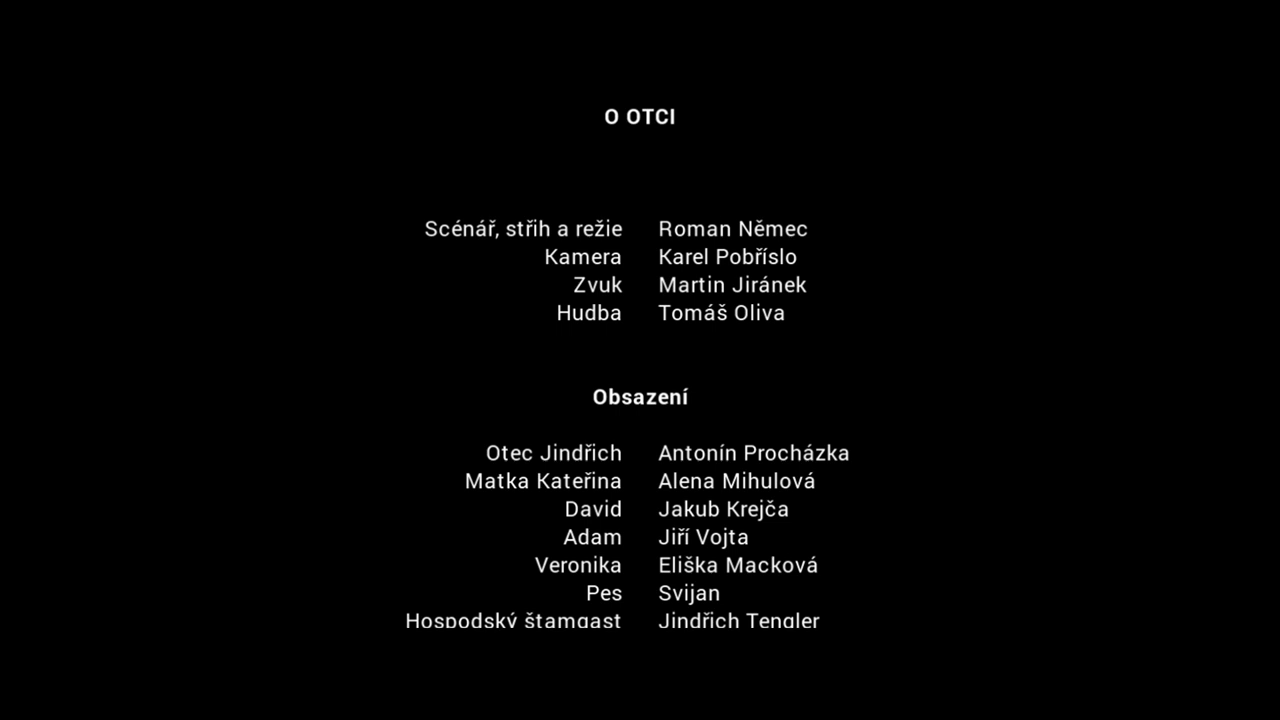 O OTCI
Scénář, střih a režie Roman Němec
Kamera Karel Pobříslo
Zvuk Martin Jiránek
Hudba Tomáš Oliva
Obsazení
Otec Jindřich Antonín Procházka
Matka Kateřina Alena Mihulová
David Jakub Krejča
Adam Jiří Vojta
Veronika Eliška Macková
Pes Svijan
Hospodský štamgast Jindřich Tengler